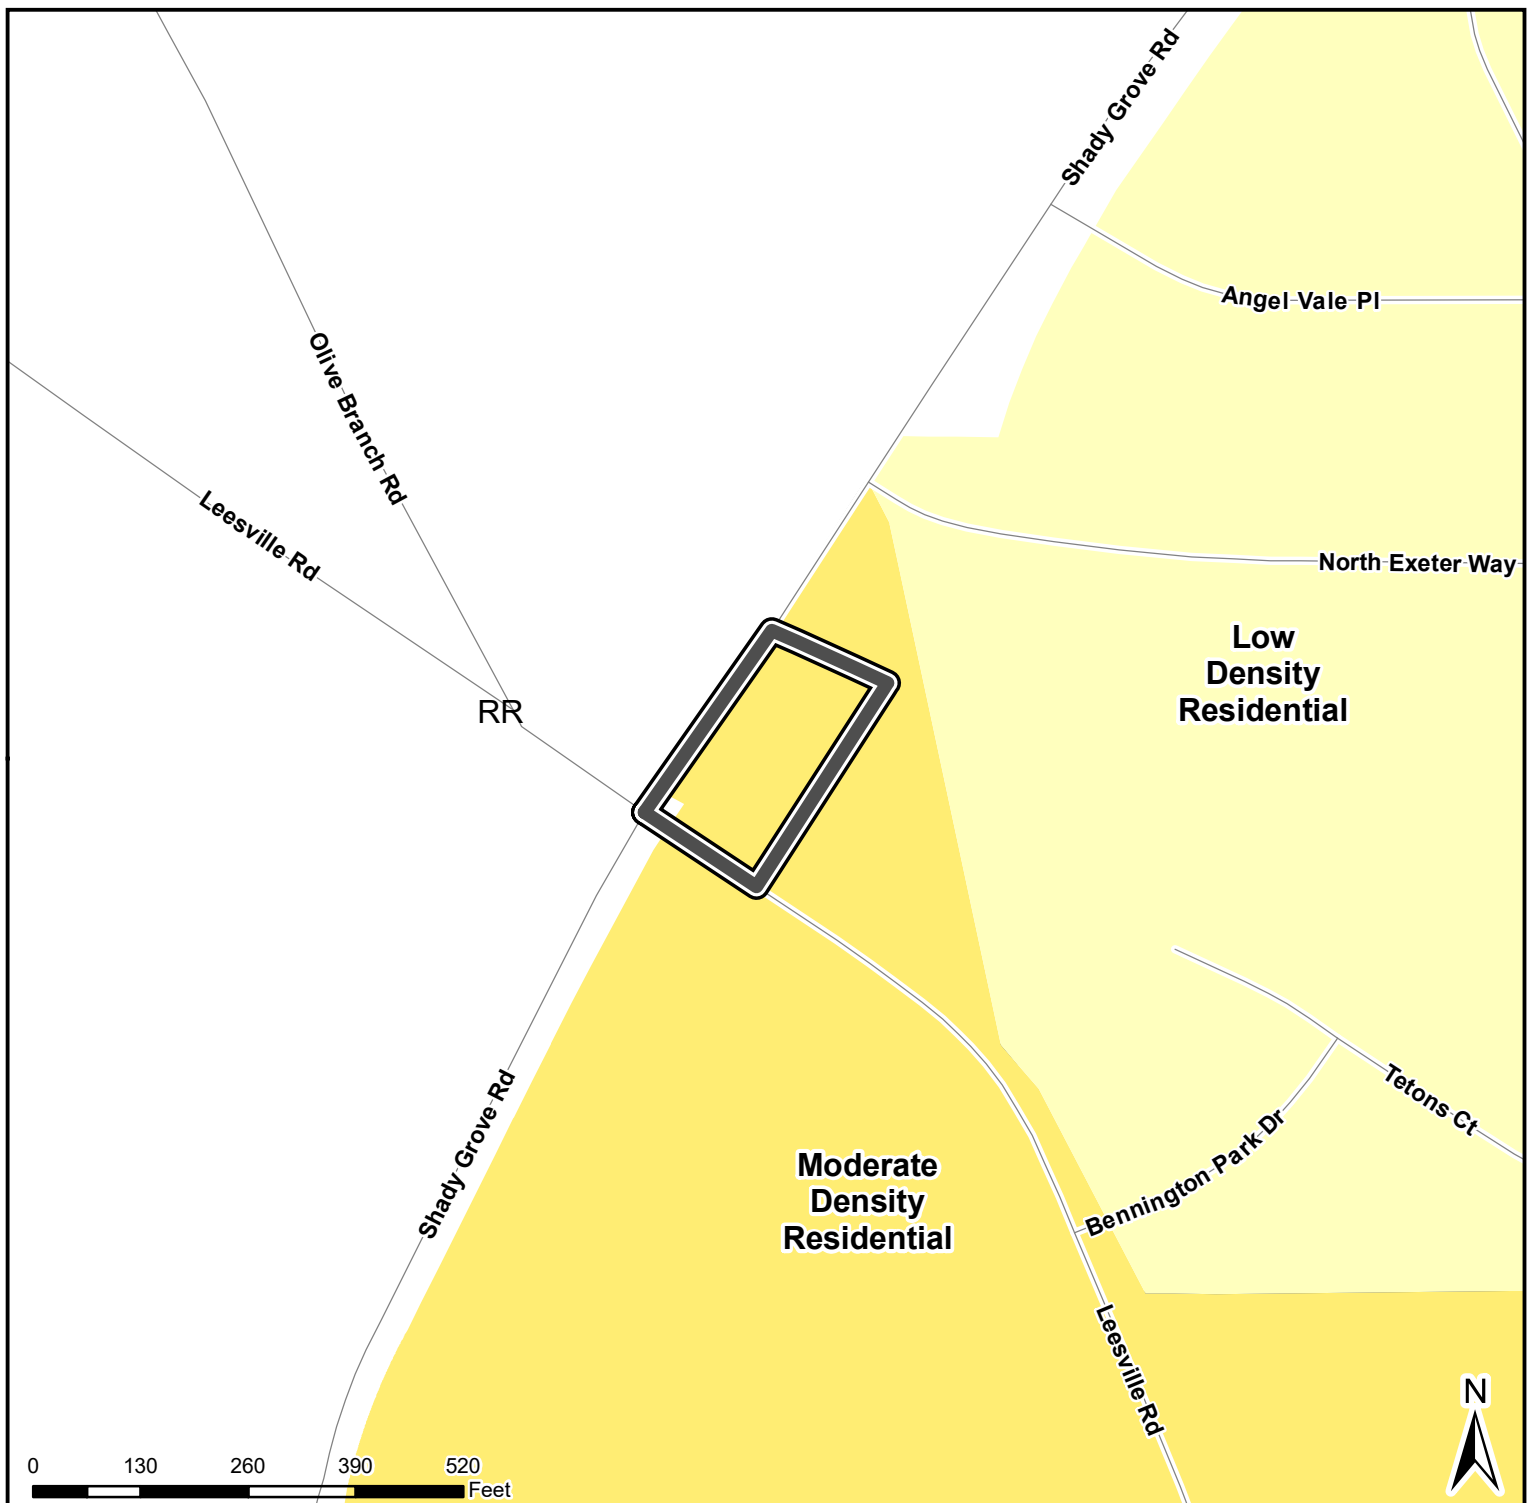 Shady Grove Rd
Angel Vale Pl
Olive Branch Rd
Leesville Rd
North Exeter Way
Low
Density
Residential
RR
Tetons Ct
Bennington Park Dr
Shady Grove Rd
Moderate
Density
Residential
Leesville Rd
N
0 130 260 390 520
Feet